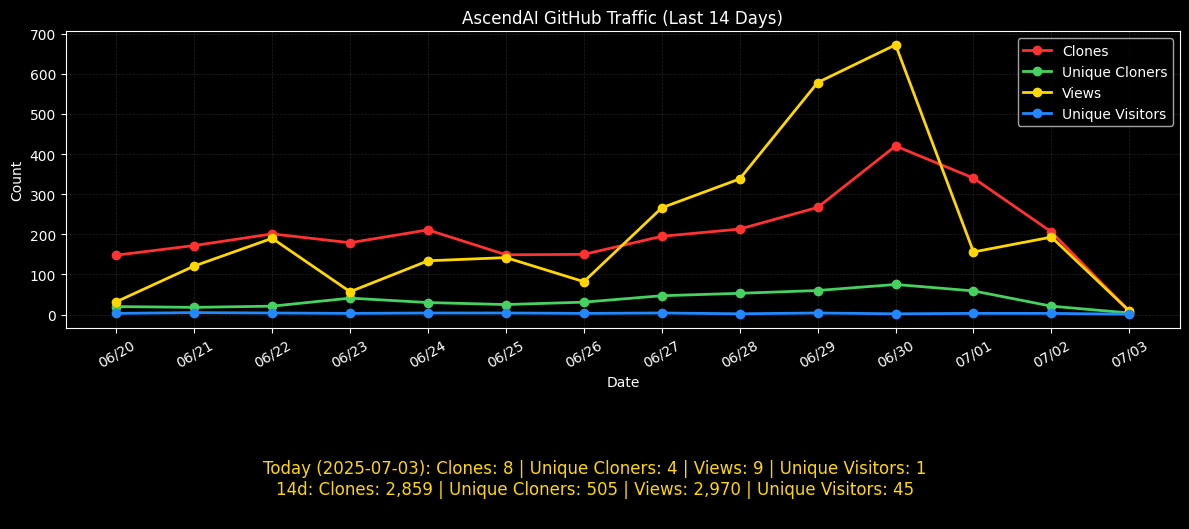 AscendAI GitHub Traffic (Last 14 Days)
700
600
500
400
300
200
100
0
Count
Clones
Unique Cloners
Views
Unique Visitors
06/20 06/21 06/22 06/23 06/24 06/25 06/26 06/27 06/28 06/29 06/30 07/01 07/02 07/03
Date
Today (2025-07-03): Clones: 8 | Unique Cloners: 4 | Views: 9 | Unique Visitors: 1
14d: Clones: 2,859 | Unique Cloners: 505 | Views: 2,970 | Unique Visitors: 45